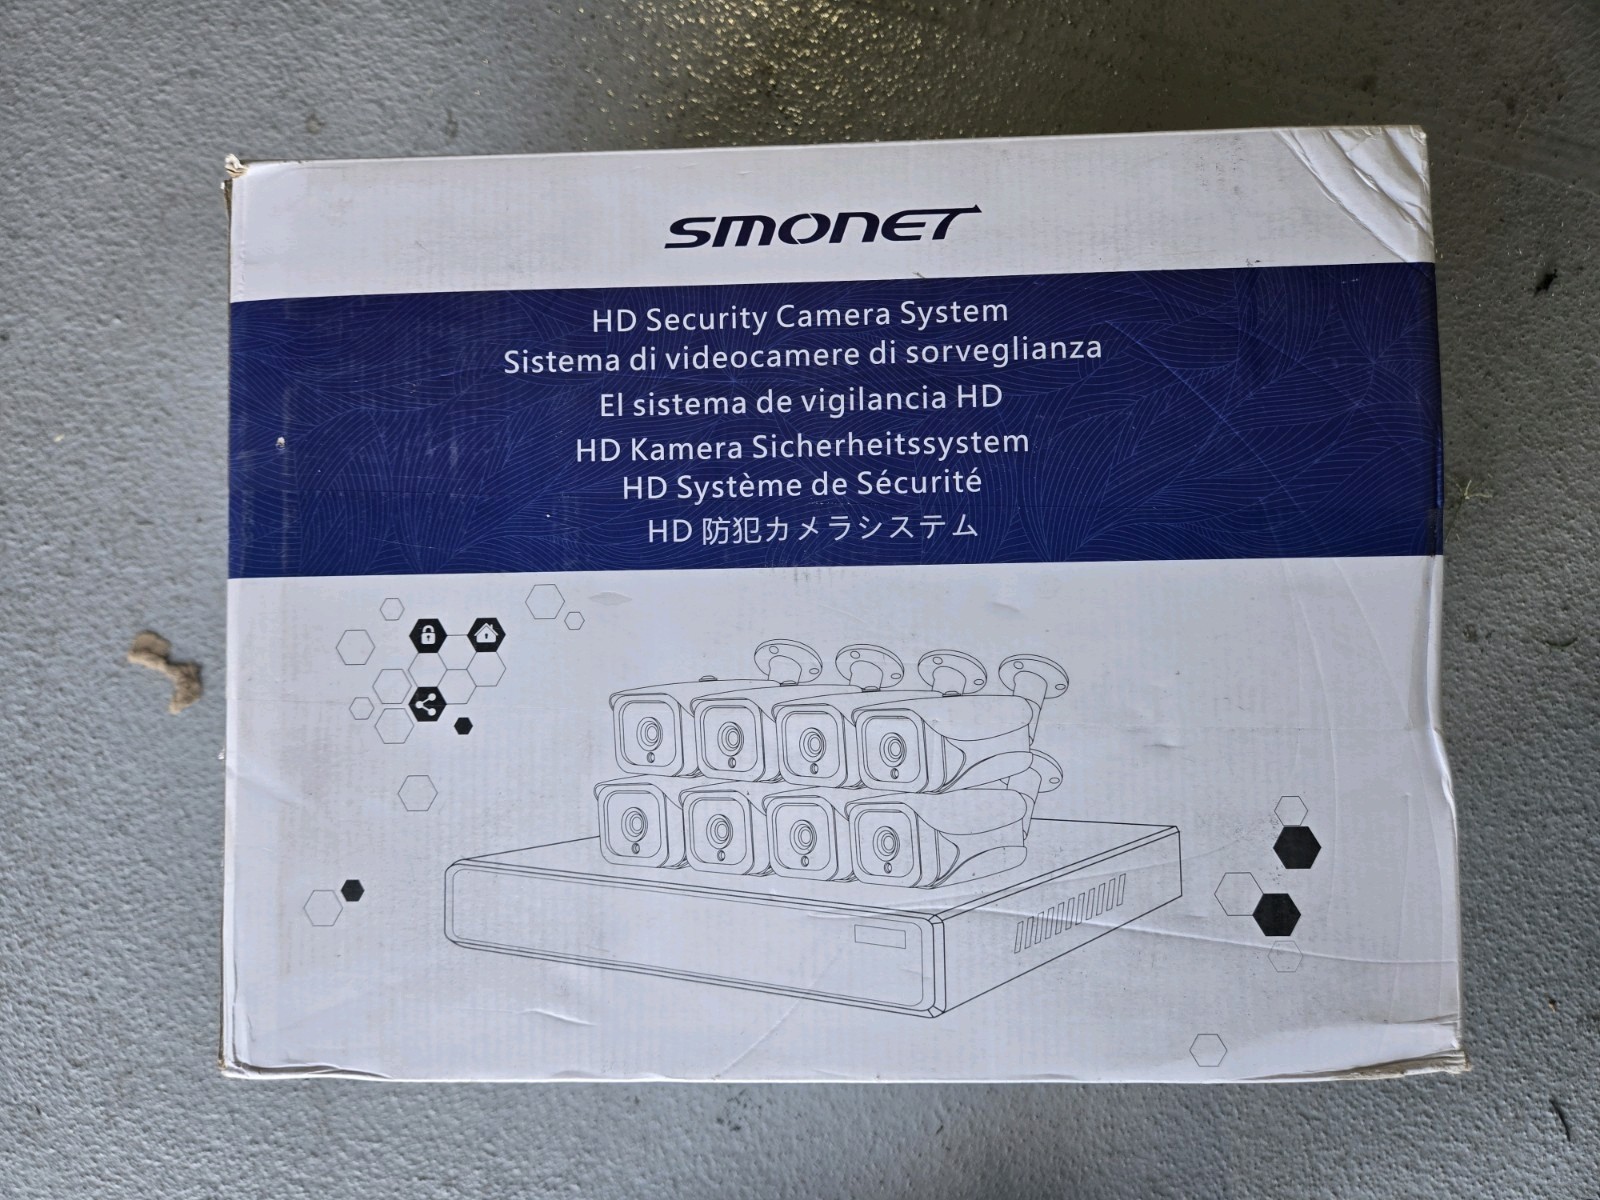 SMONET
HD Security Camera System
Sistema di videocamere di sorveglianza
El sistema de vigilancia HD
HD Kamera Sicherheitssystem
HD Système de Sécurité
HD 防犯カメラシステム